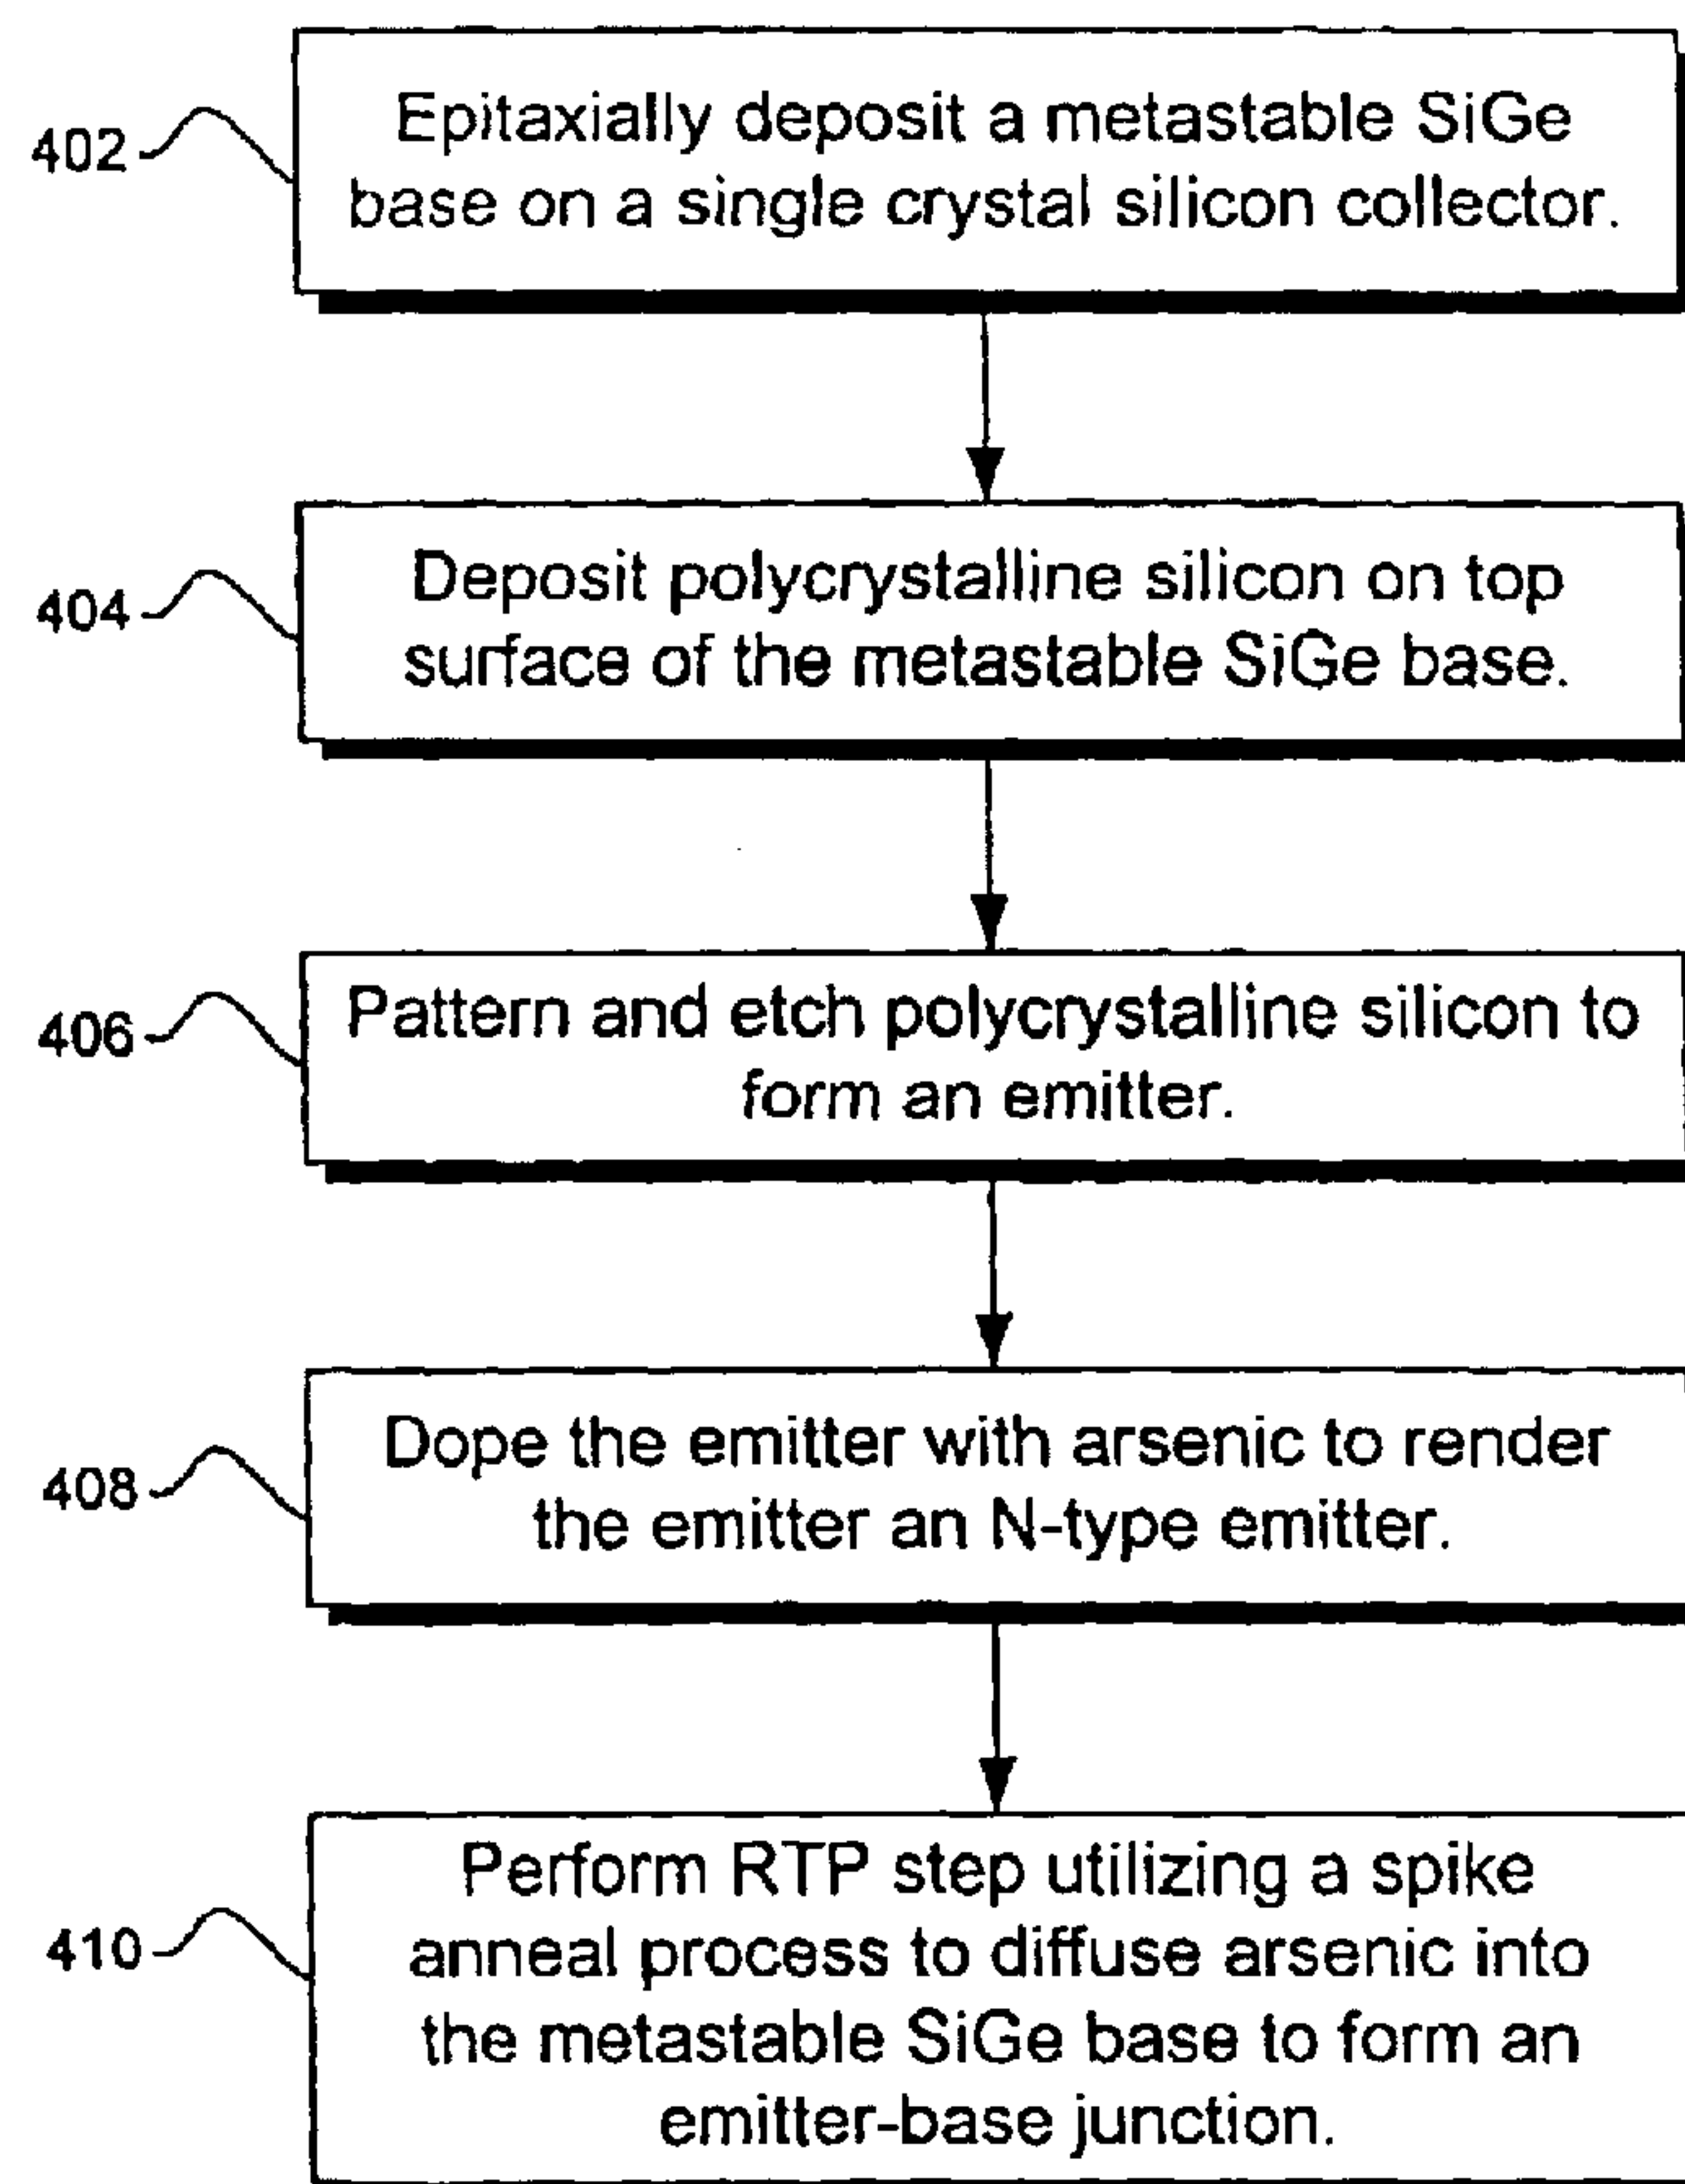 402
Epitaxially deposit a metastable SiGe
base on a single crystal silicon collector.
404
Deposit polycrystalline silicon on top
surface of the metastable SiGe base.
406
Pattern and etch polycrystalline silicon to
form an emitter.
408
Dope the emitter with arsenic to render
the emitter an N-type emitter.
410
Perform RTP step utilizing a spike
anneal process to diffuse arsenic into
the metastable SiGe base to form an
emitter-base junction.